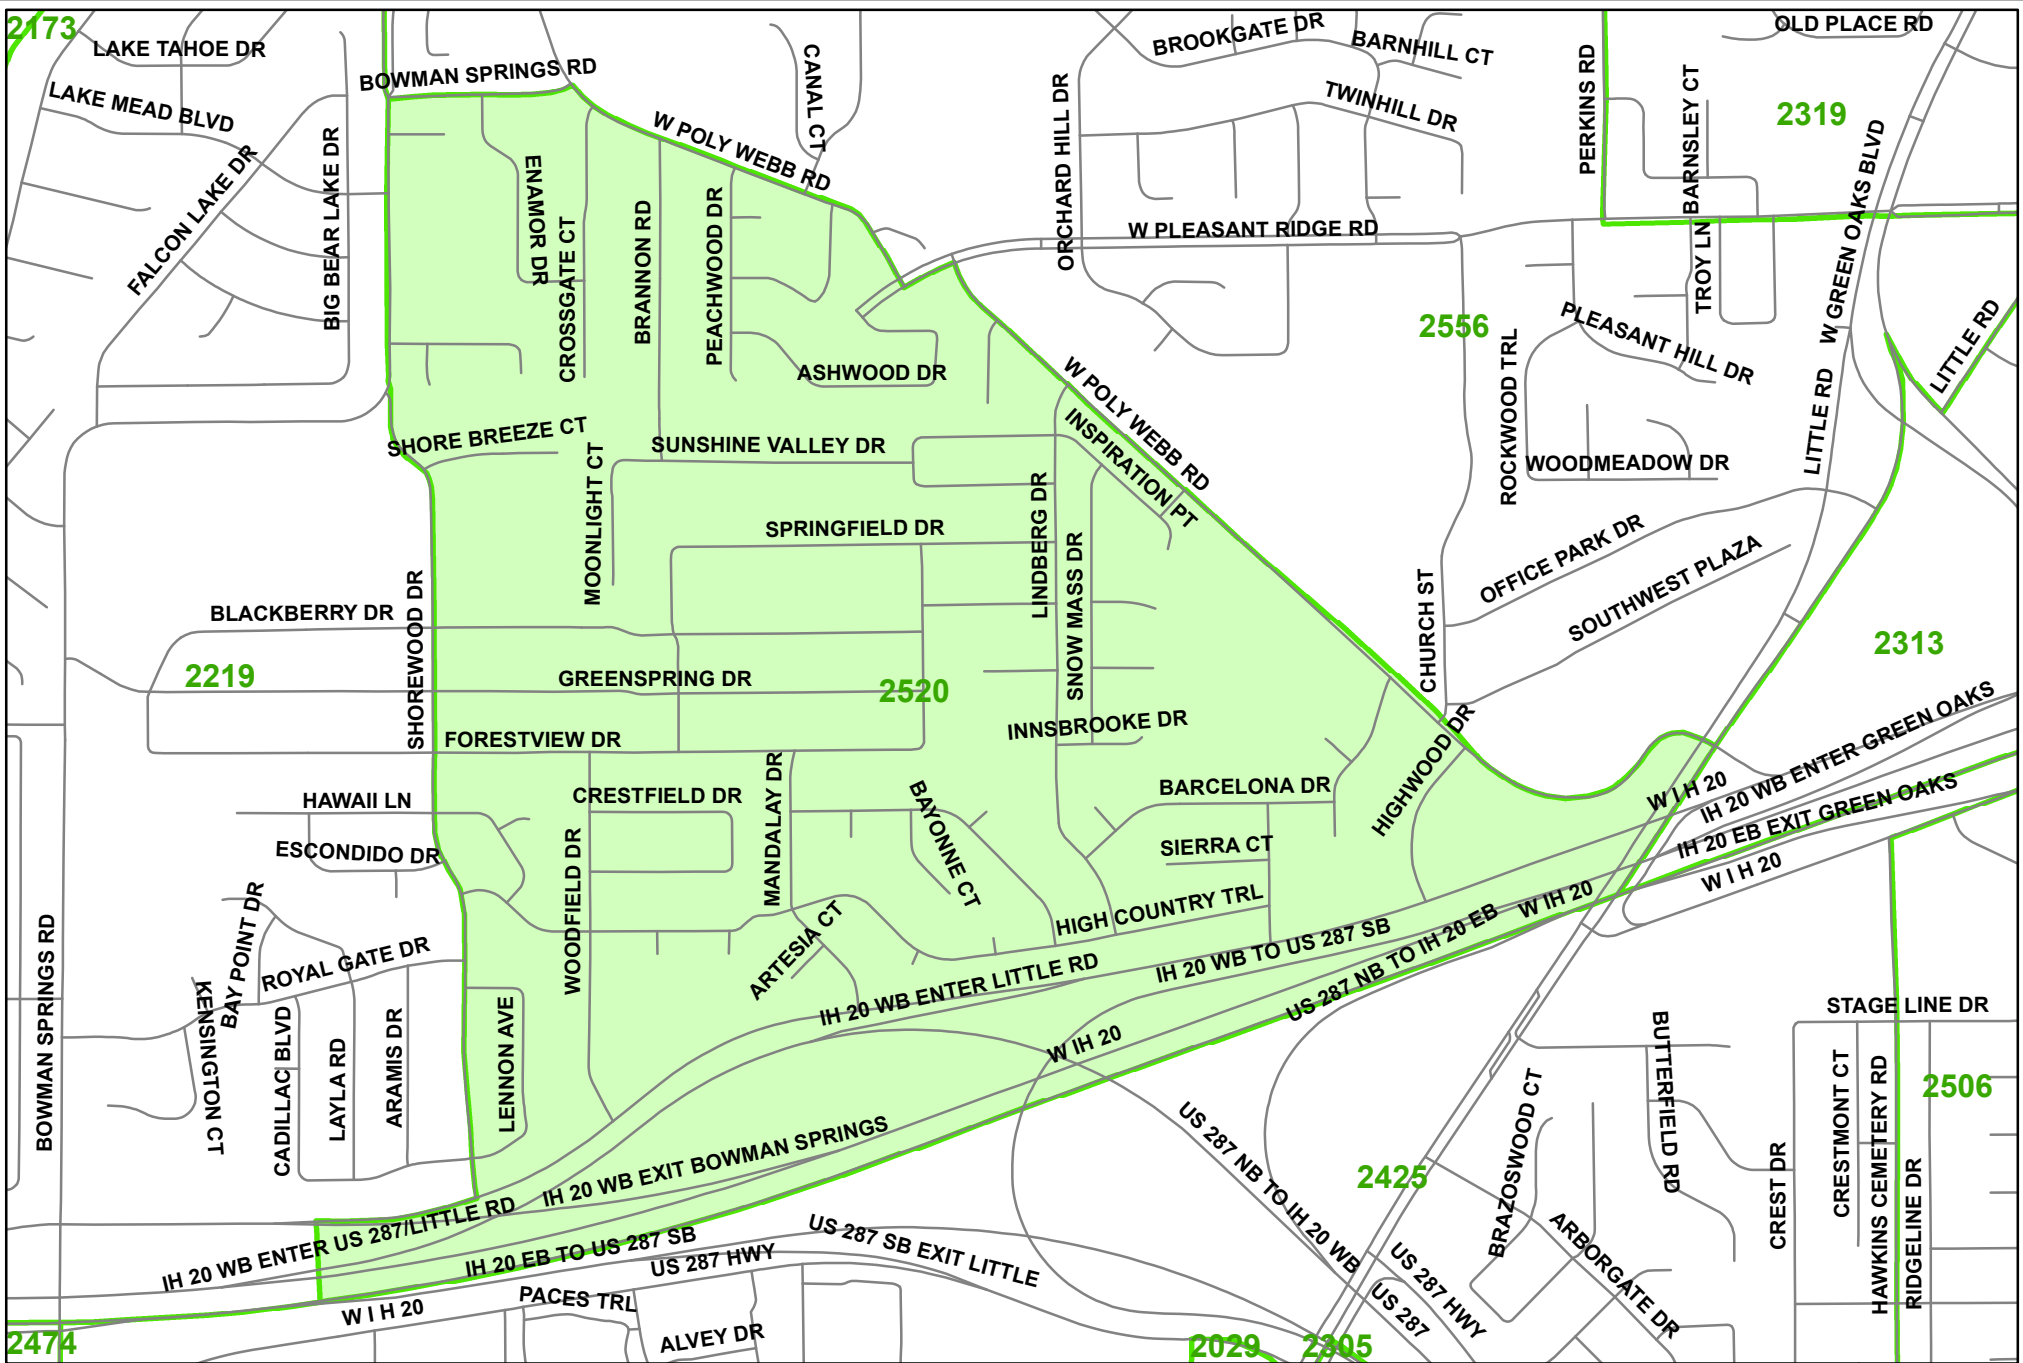 2173
LAKE TAHOE DR
BOWMAN SPRINGS RD
CANAL CT
BROOKGATE DR
BARNHILL CT
OLD PLACE RD
LAKE MEAD BLVD
W POLY WEBB RD
ORCHARD HILL DR
TWINHILL DR
PERKINS RD
BARNSLEY CT
2319
FALCON LAKE DR
BIG BEAR LAKE DR
ENAMOR DR
CROSSGATE CT
BRANNON RD
PEACHWOOD DR
W PLEASANT RIDGE RD
TROY LN
W GREEN OAKS BLVD
2556
PLEASANT HILL DR
LITTLE RD
ASHWOOD DR
W POLY WEBB RD
ROCKWOOD TRL
LITTLE RD
SHORE BREEZE CT
MOONLIGHT CT
SUNSHINE VALLEY DR
INSPIRATION PT
WOODMEADOW DR
SPRINGFIELD DR
LINDBERG DR
SNOW MASS DR
OFFICE PARK DR
SOUTHWEST PLAZA
BLACKBERRY DR
SHOREWOOD DR
CHURCH ST
2313
2219
GREENSPRING DR
2520
FORESTVIEW DR
INNSBROOKE DR
HIGHWOOD DR
HAWAII LN
CRESTFIELD DR
MANDALAY DR
BAYONNE CT
BARCELONA DR
W I H 20
IH 20 WB ENTER GREEN OAKS
IH 20 EB EXIT GREEN OAKS
W I H 20
ESCONDIDO DR
WOODFIELD DR
SIERRA CT
BAY POINT DR
ARTESIA CT
HIGH COUNTRY TRL
W IH 20
BOWMAN SPRINGS RD
ROYAL GATE DR
IH 20 WB ENTER LITTLE RD
IH 20 WB TO US 287 SB
US 287 NB TO IH 20 EB
KENSINGTON CT
CADILLAC BLVD
LAYLA RD
ARAMIS DR
LENNON AVE
W IH 20
BUTTERFIELD RD
STAGE LINE DR
CRESTMONT CT
HAWKINS CEMETERY RD
2506
IH 20 WB EXIT BOWMAN SPRINGS
US 287 NB TO IH 20 WB
2425
BRAZOSWOOD CT
CREST DR
RIDGELINE DR
IH 20 WB ENTER US 287/LITTLE RD
IH 20 EB TO US 287 SB
US 287 HWY
US 287 SB EXIT LITTLE
US 287 HWY
ARBORGATE DR
W I H 20
PACES TRL
US 287
2474
ALVEY DR
2029
2305